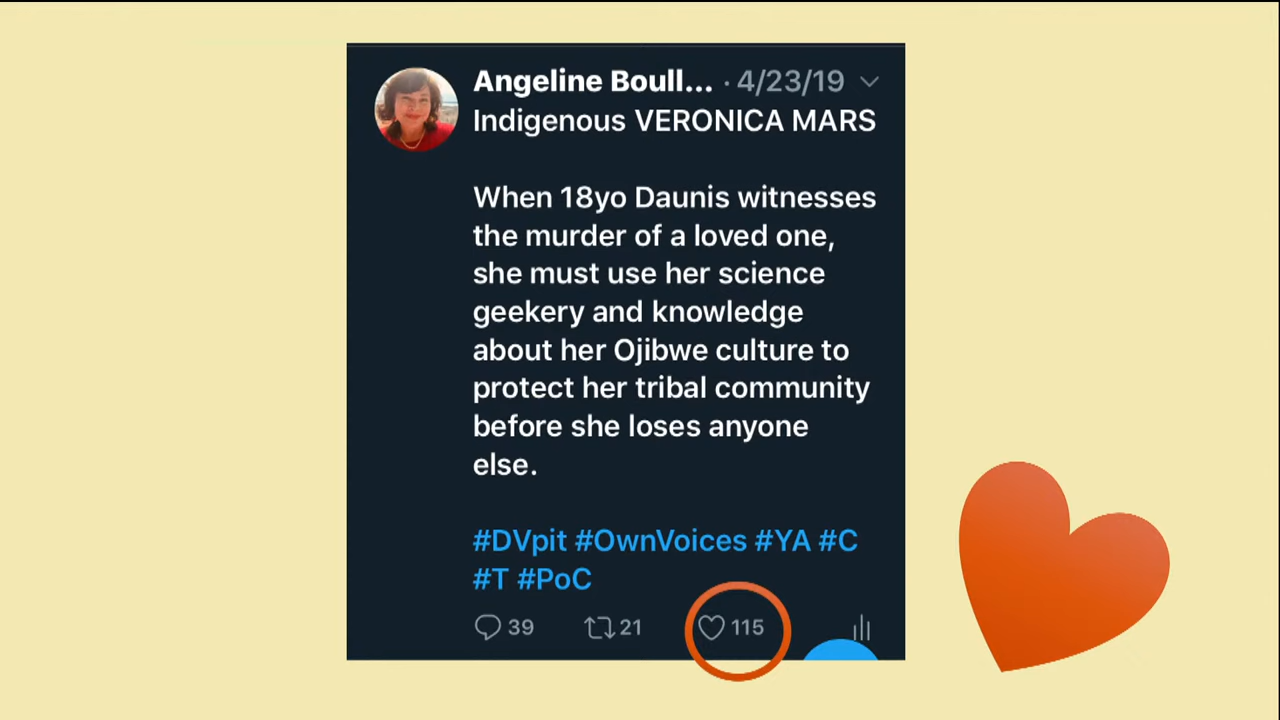 Angeline Boull... · 4/23/19
Indigenous VERONICA MARS
When 18yo Daunis witnesses
the murder of a loved one,
she must use her science
geekery and knowledge
about her Ojibwe culture to
protect her tribal community
before she loses anyone
else.
#DVpit #OwnVoices #YA #C
#T #PoC
39 21 115